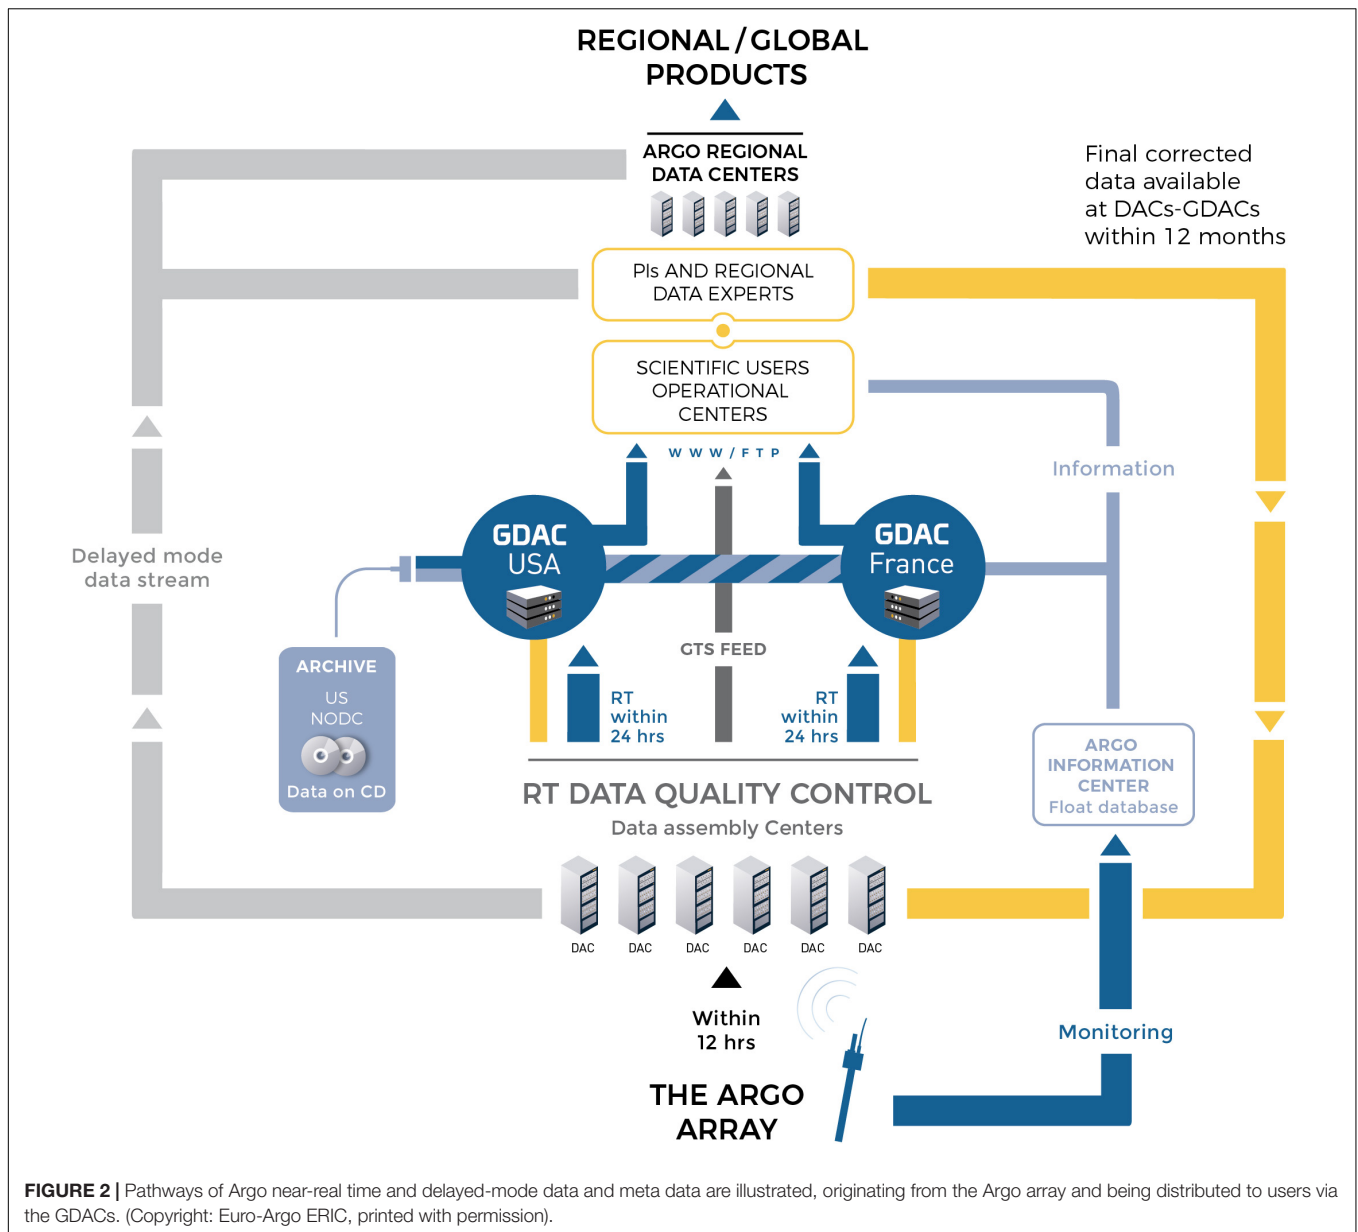 REGIONAL / GLOBAL
PRODUCTS
ARGO REGIONAL
DATA CENTERS
Final corrected
data available
at DACs-GDACs
within 12 months
PIs AND REGIONAL
DATA EXPERTS
SCIENTIFIC USERS
OPERATIONAL
CENTERS
WWW/FTP
Information
GDAC
USA
GDAC
France
Delayed mode
data stream
GTS FEED
ARCHIVE
US
NODC
Data on CD
RT
within
24 hrs
RT
within
24 hrs
ARGO
INFORMATION
CENTER
Float database
RT DATA QUALITY CONTROL
Data assembly Centers
DAC
DAC
DAC
DAC
DAC
DAC
Within
12 hrs
Monitoring
THE ARGO
ARRAY
FIGURE 2 | Pathways of Argo near-real time and delayed-mode data and meta data are illustrated, originating from the Argo array and being distributed to users via
the GDACs. (Copyright: Euro-Argo ERIC, printed with permission).